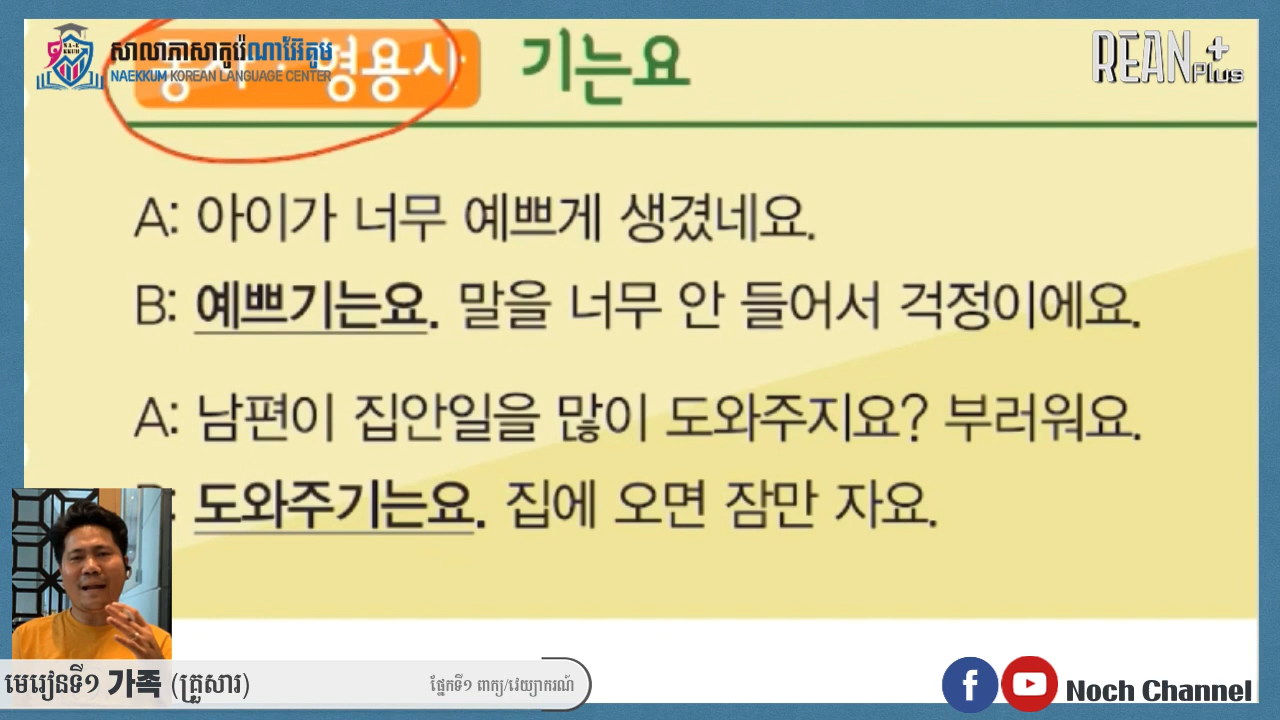 សាលាភាសាកូរ៉េណាអ៊ែគូម
NAEKKUM KOREAN LANGUAGE CENTER
형용사 기는요
REAN + Plus
A: 아이가 너무 예쁘게 생겼네요.
B: 예쁘기는요. 말을 너무 안 들어서 걱정이에요.
A: 남편이 집안일을 많이 도와주지요? 부러워요.
도와주기는요. 집에 오면 잠만 자요.
មេរៀនទី១ 가족 (គ្រួសារ)
ផ្នែកទី១ ពាក្យ/វេយ្យាករណ៍
Noch Channel